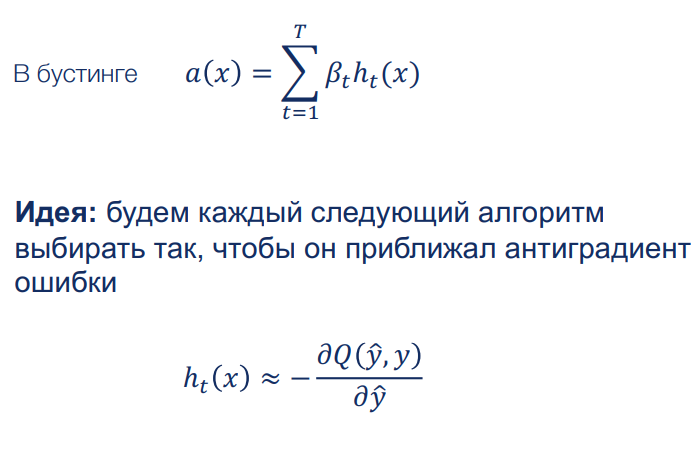 В бустинге a(x) = ∑_{t=1}^{T} β_t h_t(x)
Идея: будем каждый следующий алгоритм
выбирать так, чтобы он приближал антиградиент
ошибки
h_t(x) ≈ − ∂Q(ŷ, y) / ∂ŷ